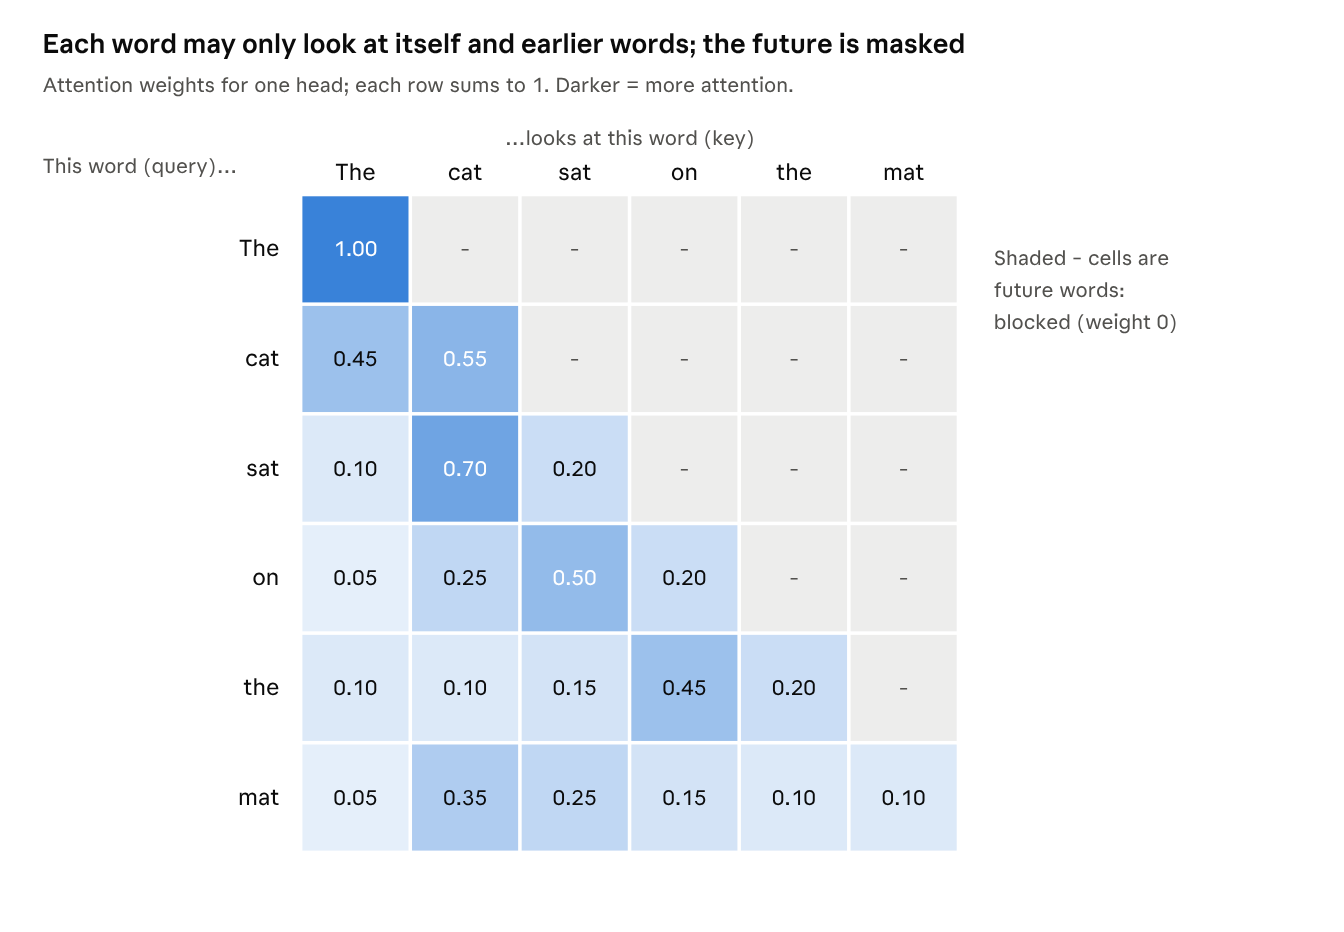 Each word may only look at itself and earlier words; the future is masked
Attention weights for one head; each row sums to 1. Darker = more attention.
...looks at this word (key)
This word (query)...
The cat sat on the mat
The 1.00 - - - - -
cat 0.45 0.55 - - - -
sat 0.10 0.70 0.20 - - -
on 0.05 0.25 0.50 0.20 - -
the 0.10 0.10 0.15 0.45 0.20 -
mat 0.05 0.35 0.25 0.15 0.10 0.10
Shaded - cells are
future words:
blocked (weight 0)